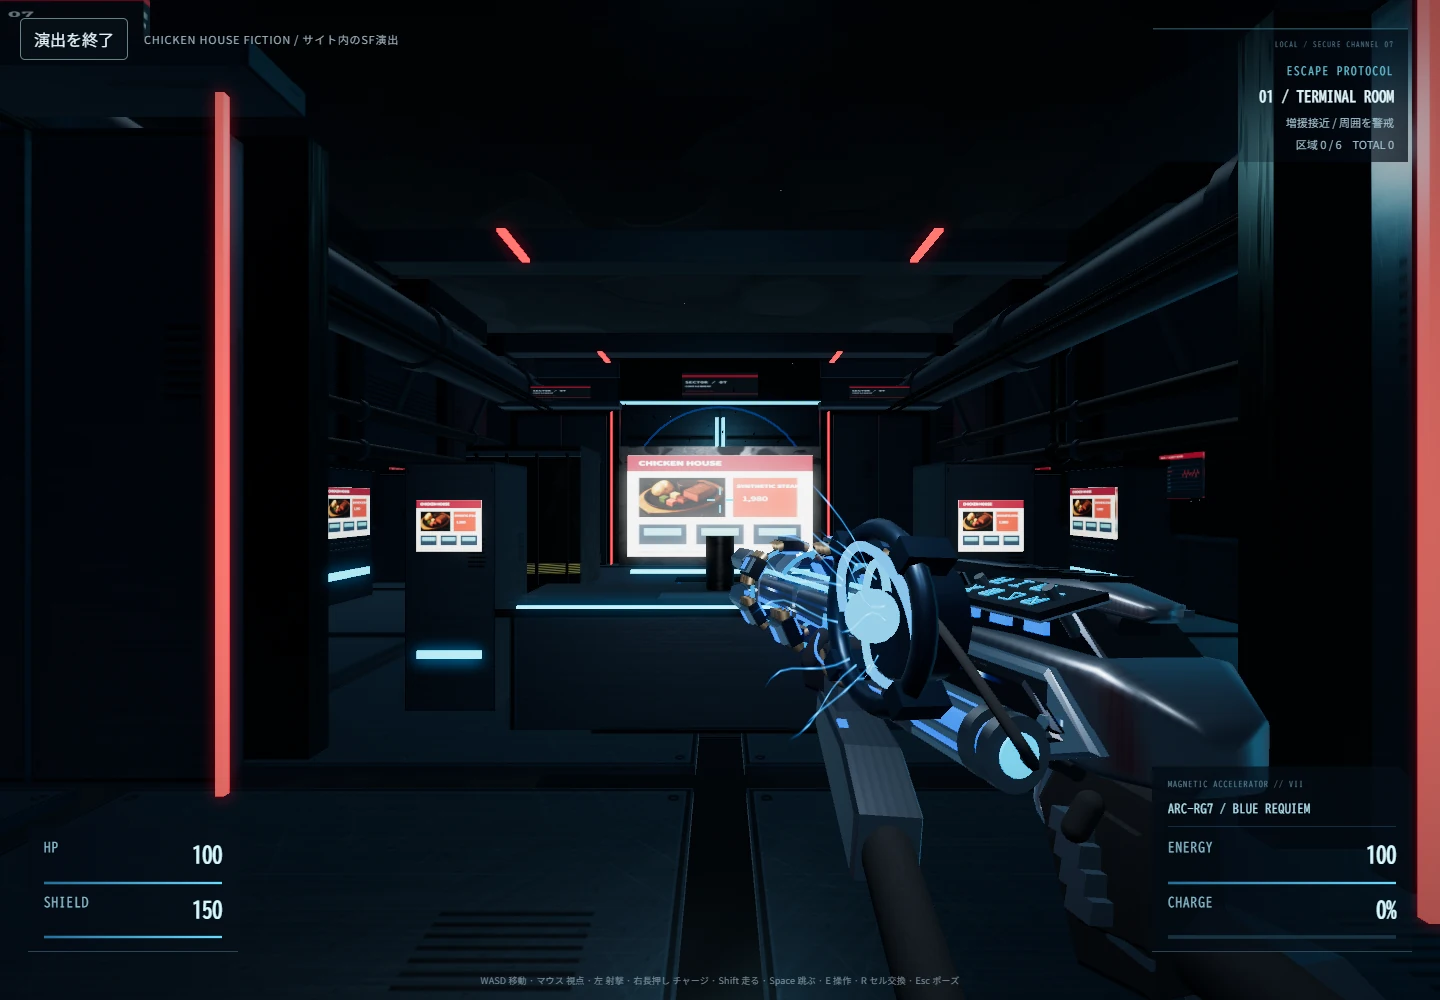 07
演出を終了
CHICKEN HOUSE FICTION / サイト内のSF演出
LOCAL / SECURE CHANNEL 07
ESCAPE PROTOCOL
01 / TERMINAL ROOM
増援接近 / 周囲を警戒
区域 0 / 6 TOTAL 0
SECTOR / 07
CHICKEN HOUSE
SYNTHETIC STEAK
1,980
MAGNETIC ACCELERATOR // VII
ARC-RG7 / BLUE REQUIEM
HP
100
SHIELD
150
ENERGY
100
CHARGE
0%
WASD 移動 · マウス 視点 · 左 射撃 · 右長押し チャージ · Shift 走る · Space 跳ぶ · E 操作 · R セル交換 · Esc ポーズ